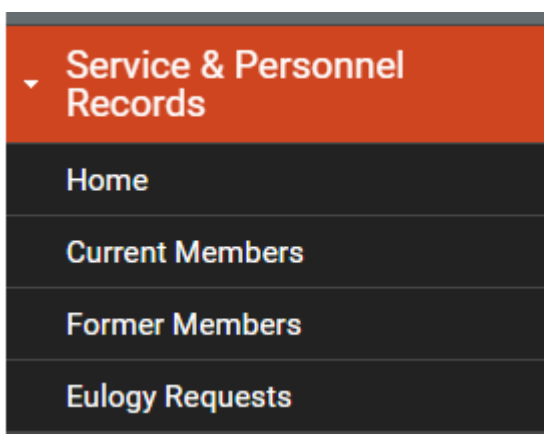 Service & Personnel
Records
Home
Current Members
Former Members
Eulogy Requests